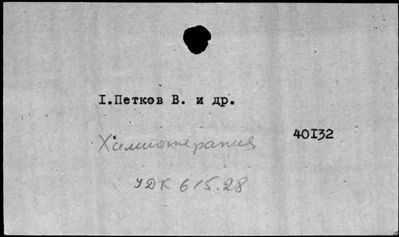 I.Петков В. и др.
40I32
Химиотерапия
УДК 615.28